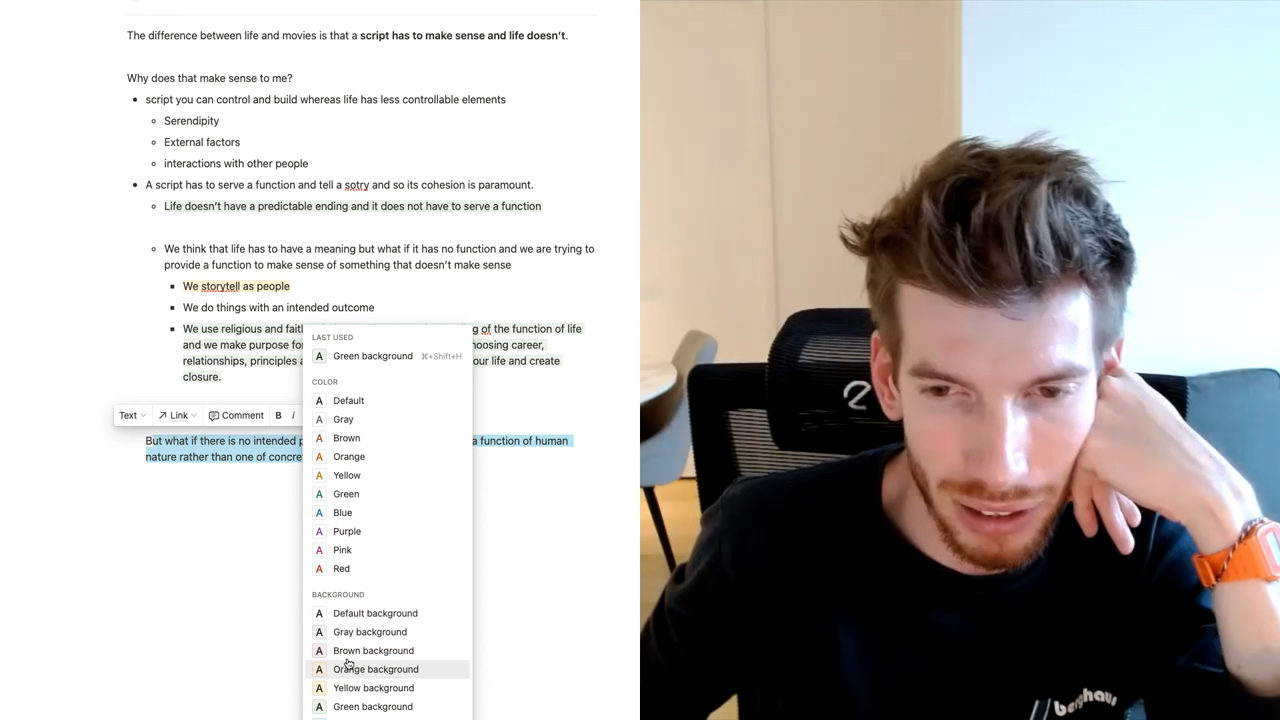 The difference between life and movies is that a script has to make sense and life doesn't.
Why does that make sense to me?
script you can control and build whereas life has less controllable elements
Serendipity
External factors
interactions with other people
A script has to serve a function and tell a sotry and so its cohesion is paramount.
Life doesn't have a predictable ending and it does not have to serve a function
We think that life has to have a meaning but what if it has no function and we are trying to
provide a function to make sense of something that doesn't make sense
We storytell as people
We do things with an intended outcome
We use religious and faith of the function of life
and we make purpose for hoosing career,
relationships, principles our life and create
closure.
Text Link Comment B i
But what if there is no intended a function of human
nature rather than one of concre
LAST USED
A Green background ⌘+Shift+H
COLOR
A Default
A Gray
A Brown
A Orange
A Yellow
A Green
A Blue
A Purple
A Pink
A Red
BACKGROUND
A Default background
A Gray background
A Brown background
A Orange background
A Yellow background
A Green background
berghaus